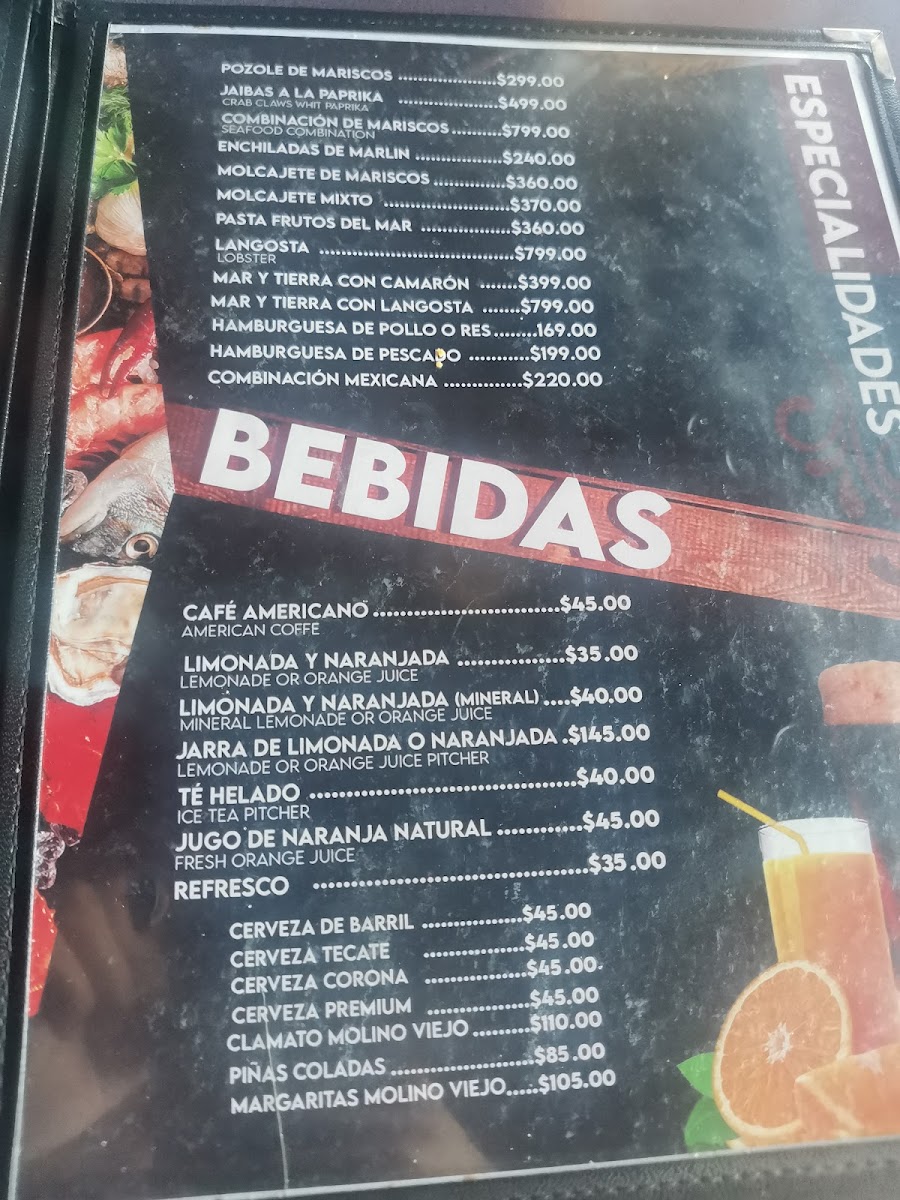 ESPECIALIDADES
POZOLE DE MARISCOS ....................$299.00
JAIBAS A LA PAPRIKA ....................$499.00
CRAB CLAWS WHIT PAPRIKA
COMBINACIÓN DE MARISCOS..........$799.00
SEAFOOD COMBINATION
ENCHILADAS DE MARLIN .................$240.00
MOLCAJETE DE MARISCOS ..............$360.00
MOLCAJETE MIXTO .........................$370.00
PASTA FRUTOS DEL MAR ..................$360.00
LANGOSTA .......................................$799.00
LOBSTER
MAR Y TIERRA CON CAMARÓN .......$399.00
MAR Y TIERRA CON LANGOSTA .......$799.00
HAMBURGUESA DE POLLO O RES........169.00
HAMBURGUESA DE PESCADO ............$199.00
COMBINACIÓN MEXICANA ...............$220.00
BEBIDAS
CAFÉ AMERICANO ............................$45.00
AMERICAN COFFE
LIMONADA Y NARANJADA ................$35.00
LEMONADE OR ORANGE JUICE
LIMONADA Y NARANJADA (MINERAL) ....$40.00
MINERAL LEMONADE OR ORANGE JUICE
JARRA DE LIMONADA O NARANJADA .$145.00
LEMONADE OR ORANGE JUICE PITCHER
TÉ HELADO .......................................$40.00
ICE TEA PITCHER
JUGO DE NARANJA NATURAL ............$45.00
FRESH ORANGE JUICE
REFRESCO ........................................$35.00
CERVEZA DE BARRIL .................$45.00
CERVEZA TECATE .................$45.00
CERVEZA CORONA .................$45.00
CERVEZA PREMIUM .................$45.00
CLAMATO MOLINO VIEJO ..........$110.00
PIÑAS COLADAS ........................$85.00
MARGARITAS MOLINO VIEJO.....$105.00